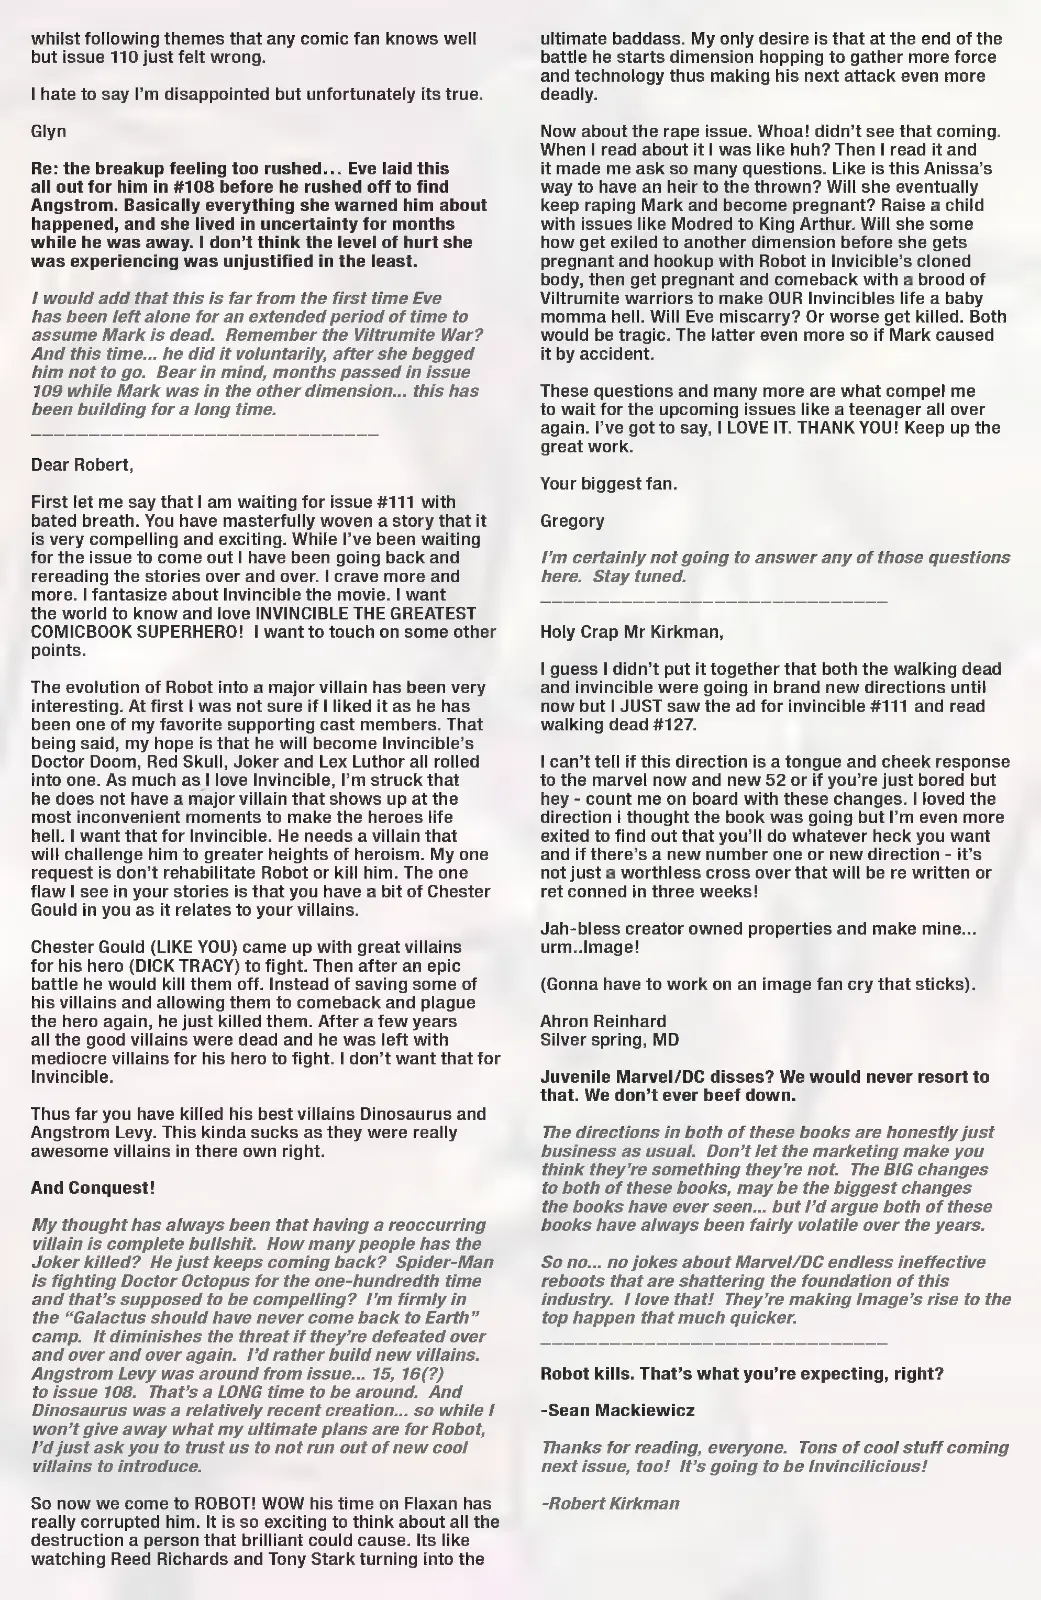 whilst following themes that any comic fan knows well
but issue 110 just felt wrong.
I hate to say I'm disappointed but unfortunately its true.
Glyn
Re: the breakup feeling too rushed... Eve laid this
all out for him in #108 before he rushed off to find
Angstrom. Basically everything she warned him about
happened, and she lived in uncertainty for months
while he was away. I don't think the level of hurt she
was experiencing was unjustified in the least.
I would add that this is far from the first time Eve
has been left alone for an extended period of time to
assume Mark is dead.  Remember the Viltrumite War?
And this time... he did it voluntarily, after she begged
him not to go.  Bear in mind, months passed in issue
109 while Mark was in the other dimension... this has
been building for a long time.
_______________________________
Dear Robert,
First let me say that I am waiting for issue #111 with
bated breath. You have masterfully woven a story that it
is very compelling and exciting. While I've been waiting
for the issue to come out I have been going back and
rereading the stories over and over. I crave more and
more. I fantasize about Invincible the movie. I want
the world to know and love INVINCIBLE THE GREATEST
COMICBOOK SUPERHERO!  I want to touch on some other
points.
The evolution of Robot into a major villain has been very
interesting. At first I was not sure if I liked it as he has
been one of my favorite supporting cast members. That
being said, my hope is that he will become Invincible's
Doctor Doom, Red Skull, Joker and Lex Luthor all rolled
into one. As much as I love Invincible, I'm struck that
he does not have a major villain that shows up at the
most inconvenient moments to make the heroes life
hell. I want that for Invincible. He needs a villain that
will challenge him to greater heights of heroism. My one
request is don't rehabilitate Robot or kill him. The one
flaw I see in your stories is that you have a bit of Chester
Gould in you as it relates to your villains.
Chester Gould (LIKE YOU) came up with great villains
for his hero (DICK TRACY) to fight. Then after an epic
battle he would kill them off. Instead of saving some of
his villains and allowing them to comeback and plague
the hero again, he just killed them. After a few years
all the good villains were dead and he was left with
mediocre villains for his hero to fight. I don't want that for
Invincible.
Thus far you have killed his best villains Dinosaurus and
Angstrom Levy. This kinda sucks as they were really
awesome villains in there own right.
And Conquest!
My thought has always been that having a reoccurring
villain is complete bullshit.  How many people has the
Joker killed?  He just keeps coming back?  Spider-Man
is fighting Doctor Octopus for the one-hundredth time
and that's supposed to be compelling?  I'm firmly in
the "Galactus should have never come back to Earth"
camp.  It diminishes the threat if they're defeated over
and over and over again.  I'd rather build new villains.
Angstrom Levy was around from issue... 15, 16(?)
to issue 108.  That's a LONG time to be around.  And
Dinosaurus was a relatively recent creation... so while I
won't give away what my ultimate plans are for Robot,
I'd just ask you to trust us to not run out of new cool
villains to introduce.
So now we come to ROBOT! WOW his time on Flaxan has
really corrupted him. It is so exciting to think about all the
destruction a person that brilliant could cause. Its like
watching Reed Richards and Tony Stark turning into the
ultimate baddass. My only desire is that at the end of the
battle he starts dimension hopping to gather more force
and technology thus making his next attack even more
deadly.
Now about the rape issue. Whoa! didn't see that coming.
When I read about it I was like huh? Then I read it and
it made me ask so many questions. Like is this Anissa's
way to have an heir to the thrown? Will she eventually
keep raping Mark and become pregnant? Raise a child
with issues like Modred to King Arthur. Will she some
how get exiled to another dimension before she gets
pregnant and hookup with Robot in Invicible's cloned
body, then get pregnant and comeback with a brood of
Viltrumite warriors to make OUR Invincibles life a baby
momma hell. Will Eve miscarry? Or worse get killed. Both
would be tragic. The latter even more so if Mark caused
it by accident.
These questions and many more are what compel me
to wait for the upcoming issues like a teenager all over
again. I've got to say, I LOVE IT. THANK YOU! Keep up the
great work.
Your biggest fan.
Gregory
I'm certainly not going to answer any of those questions
here.  Stay tuned.
_______________________________
Holy Crap Mr Kirkman,
I guess I didn't put it together that both the walking dead
and invincible were going in brand new directions until
now but I JUST saw the ad for invincible #111 and read
walking dead #127.
I can't tell if this direction is a tongue and cheek response
to the marvel now and new 52 or if you're just bored but
hey - count me on board with these changes. I loved the
direction i thought the book was going but I'm even more
exited to find out that you'll do whatever heck you want
and if there's a new number one or new direction - it's
not just a worthless cross over that will be re written or
ret conned in three weeks!
Jah-bless creator owned properties and make mine...
urm..Image!
(Gonna have to work on an image fan cry that sticks).
Ahron Reinhard
Silver spring, MD
Juvenile Marvel/DC disses? We would never resort to
that. We don't ever beef down.
The directions in both of these books are honestly just
business as usual.  Don't let the marketing make you
think they're something they're not.  The BIG changes
to both of these books, may be the biggest changes
the books have ever seen... but I'd argue both of these
books have always been fairly volatile over the years.
So no... no jokes about Marvel/DC endless ineffective
reboots that are shattering the foundation of this
industry.  I love that!  They're making Image's rise to the
top happen that much quicker.
_______________________________
Robot kills. That's what you're expecting, right?
-Sean Mackiewicz
Thanks for reading, everyone.  Tons of cool stuff coming
next issue, too!  It's going to be Invincilicious!
-Robert Kirkman